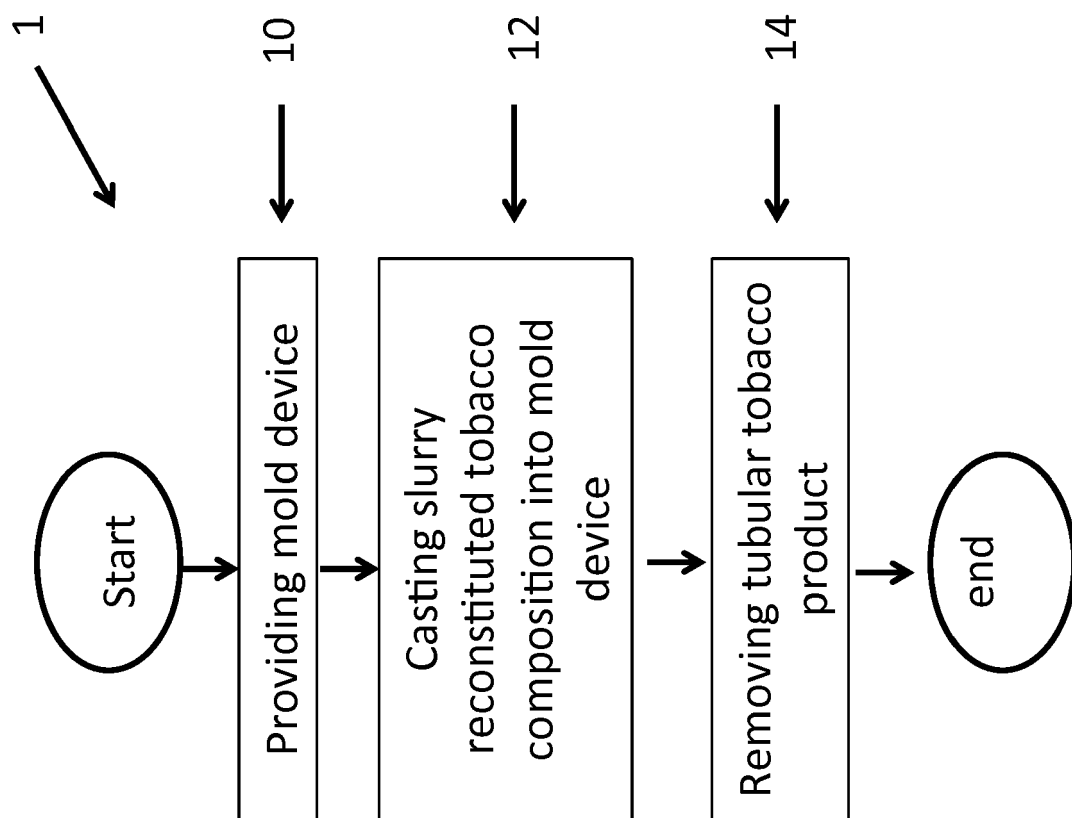 1
Start
Providing mold device
10
Casting slurry
reconstituted tobacco
composition into mold
device
12
Removing tubular tobacco
product
14
end